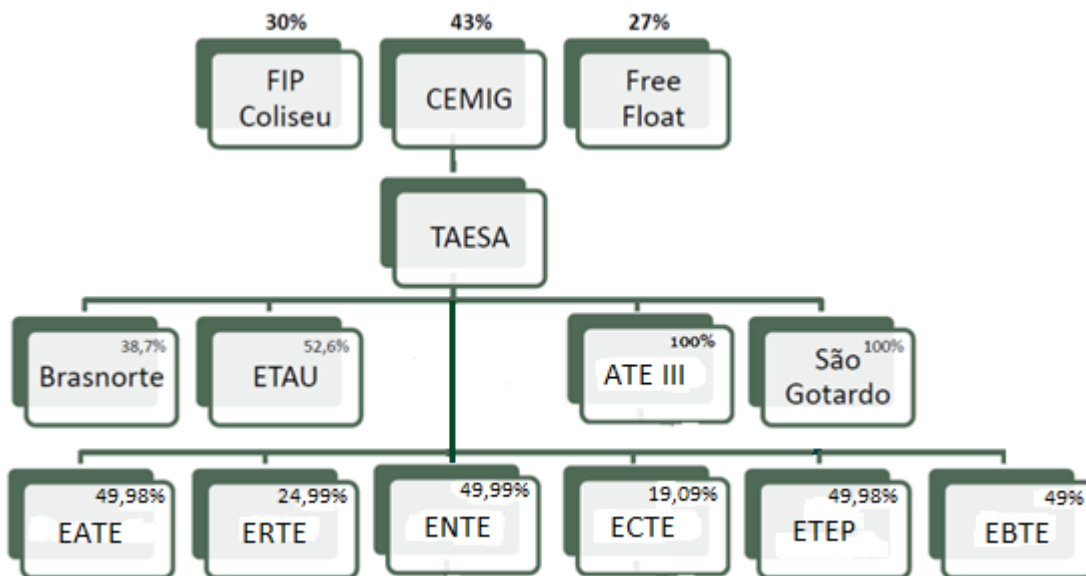 30%
43%
27%
FIP
Coliseu
CEMIG
Free
Float
TAESA
38,7%
Brasnorte
52,6%
ETAU
100%
ATE III
100%
São
Gotardo
49,98%
EATE
24,99%
ERTE
49,99%
ENTE
19,09%
ECTE
49,98%
ETEP
49%
EBTE